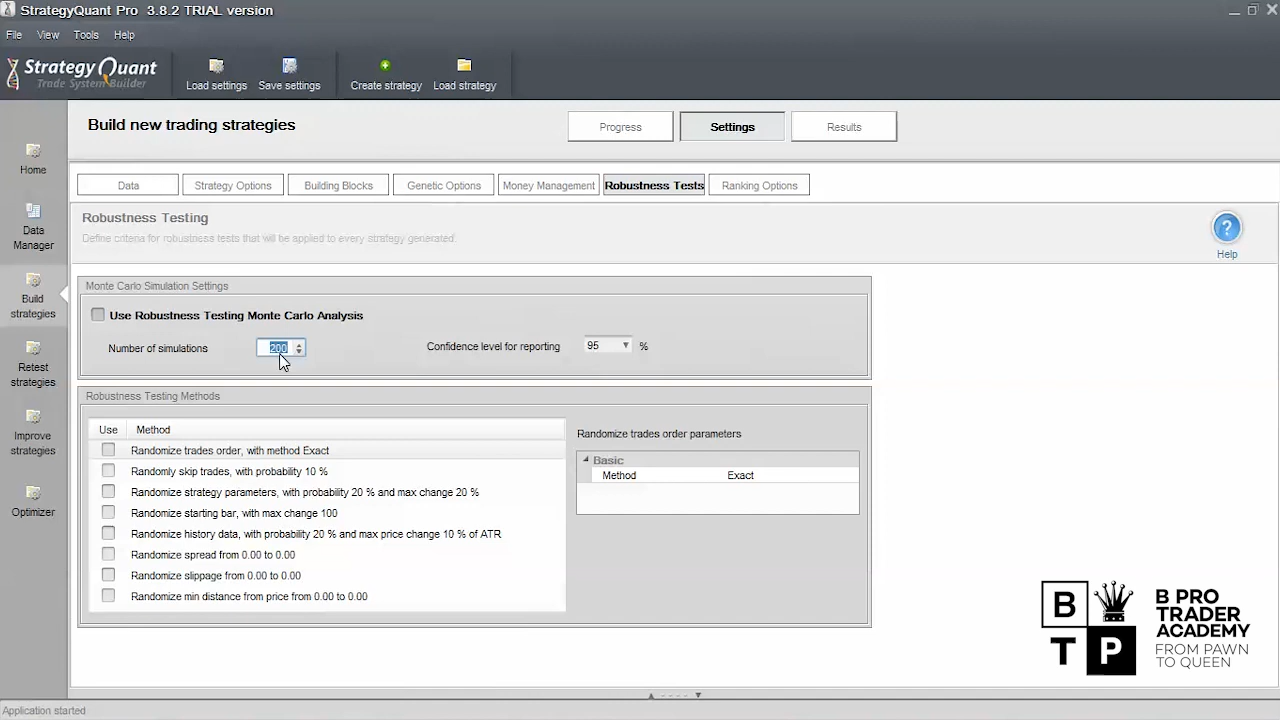 StrategyQuant Pro 3.8.2 TRIAL version
File View Tools Help
StrategyQuant
Trade System Builder
Load settings Save settings Create strategy Load strategy
Build new trading strategies
Progress Settings Results
Home
Data Manager
Build strategies
Retest strategies
Improve strategies
Optimizer
Data Strategy Options Building Blocks Genetic Options Money Management Robustness Tests Ranking Options
Robustness Testing
Define criteria for robustness tests that will be applied to every strategy generated.
? Help
Monte Carlo Simulation Settings
Use Robustness Testing Monte Carlo Analysis
Number of simulations 200 Confidence level for reporting 95 %
Robustness Testing Methods
Use Method
Randomize trades order, with method Exact
Randomly skip trades, with probability 10 %
Randomize strategy parameters, with probability 20 % and max change 20 %
Randomize starting bar, with max change 100
Randomize history data, with probability 20 % and max price change 10 % of ATR
Randomize spread from 0.00 to 0.00
Randomize slippage from 0.00 to 0.00
Randomize min distance from price from 0.00 to 0.00
Randomize trades order parameters
Basic
Method Exact
B
T P
B PRO
TRADER
ACADEMY
FROM PAWN
TO QUEEN
Application started